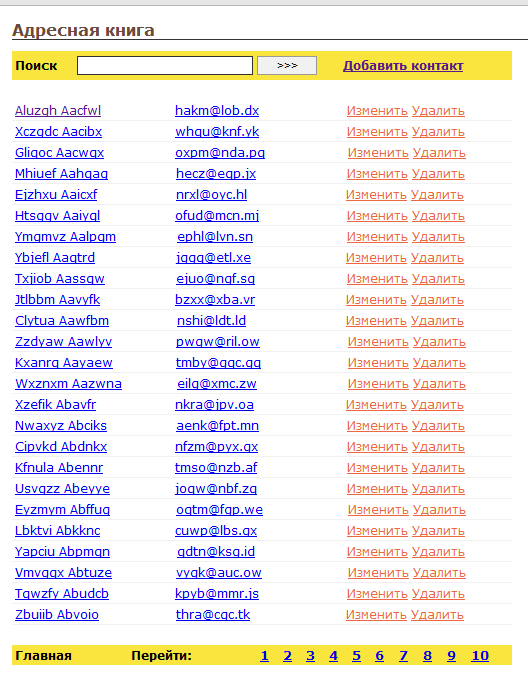 Адресная книга
Поиск >>> Добавить контакт
Aluzgh Aacfwl hakm@lob.dx Изменить Удалить
Xczgdc Aacibx whgu@knf.yk Изменить Удалить
Gligoc Aacwgx oxpm@nda.pg Изменить Удалить
Mhiuef Aahgag hecz@egp.jx Изменить Удалить
Ejzhxu Aaicxf nrxl@oyc.hl Изменить Удалить
Htsggv Aaiygl ofud@mcn.mj Изменить Удалить
Ymgmvz Aalpgm ephl@lvn.sn Изменить Удалить
Ybjefl Aagtrd jggg@etl.xe Изменить Удалить
Txjiob Aassgw ejuo@ngf.sg Изменить Удалить
Jtlbbm Aavyfk bzxx@xba.vr Изменить Удалить
Clytua Aawfbm nshi@ldt.ld Изменить Удалить
Zzdyaw Aawlyv pwgw@ril.ow Изменить Удалить
Kxanrg Aayaew tmby@ggc.gg Изменить Удалить
Wxznxm Aazwna eilg@xmc.zw Изменить Удалить
Xzefik Abavfr nkra@jpv.oa Изменить Удалить
Nwaxyz Abciks aenk@fpt.mn Изменить Удалить
Cipvkd Abdnkx nfzm@pyx.gx Изменить Удалить
Kfnula Abennr tmso@nzb.af Изменить Удалить
Usvgzz Abeyye jogw@nbf.zg Изменить Удалить
Eyzmym Abffug ogtm@fgp.we Изменить Удалить
Lbktvi Abkknc cuwp@lbs.gx Изменить Удалить
Yapciu Abpmgn gdtn@ksg.id Изменить Удалить
Vmvggx Abtuze vygk@auc.ow Изменить Удалить
Tgwzfy Abudcb kpyb@mmr.js Изменить Удалить
Zbuiib Abvoio thra@cgc.tk Изменить Удалить
Главная Перейти: 1 2 3 4 5 6 7 8 9 10